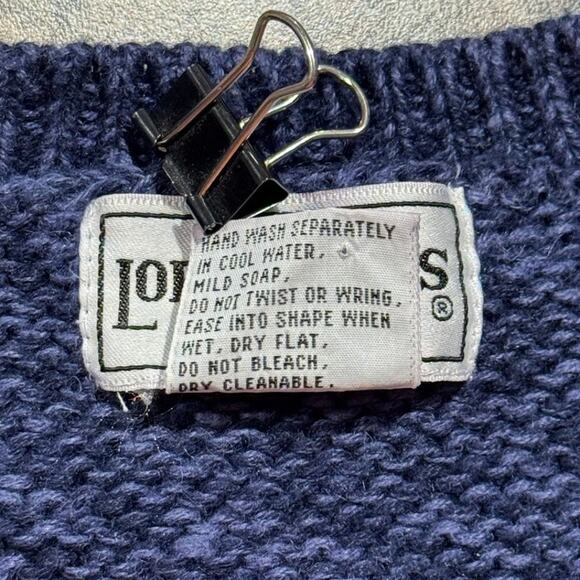 HAND WASH SEPARATELY
IN COOL WATER,
MILD SOAP,
DO NOT TWIST OR WRING,
EASE INTO SHAPE WHEN
WET, DRY FLAT,
DO NOT BLEACH,
DRY CLEANABLE.
®